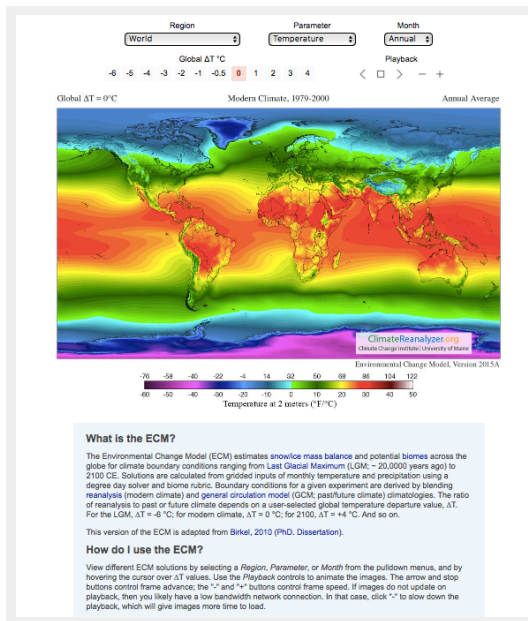 Region Parameter Month
World Temperature Annual
Global ΔT °C Playback
-6 -5 -4 -3 -2 -1 -0.5 0 1 2 3 4 < > − +
Global ΔT = 0°C Modern Climate, 1979-2000 Annual Average
ClimateReanalyzer.org
Climate Change Institute | University of Maine
Environmental Change Model, Version 2015A
-76 -58 -40 -22 -4 14 32 50 68 86 104 122
-60 -50 -40 -30 -20 -10 0 10 20 30 40 50
Temperature at 2 meters (°F/°C)
What is the ECM?
The Environmental Change Model (ECM) estimates snow/ice mass balance and potential biomes across the
globe for climate boundary conditions ranging from Last Glacial Maximum (LGM; ~ 20,0000 years ago) to
2100 CE. Solutions are calculated from gridded inputs of monthly temperature and precipitation using a
degree day solver and biome rubric. Boundary conditions for a given experiment are derived by blending
reanalysis (modern climate) and general circulation model (GCM; past/future climate) climatologies. The ratio
of reanalysis to past or future climate depends on a user-selected global temperature departure value, ΔT.
For the LGM, ΔT = -6 °C; for modern climate, ΔT = 0 °C; for 2100, ΔT = +4 °C. And so on.
This version of the ECM is adapted from Birkel, 2010 (PhD. Dissertation).
How do I use the ECM?
View different ECM solutions by selecting a Region, Parameter, or Month from the pulldown menus, and by
hovering the cursor over ΔT values. Use the Playback controls to animate the images. The arrow and stop
buttons control frame advance; the "-" and "+" buttons control frame speed. If images do not update on
playback, then you likely have a low bandwidth network connection. In that case, click "-" to slow down the
playback, which will give images more time to load.